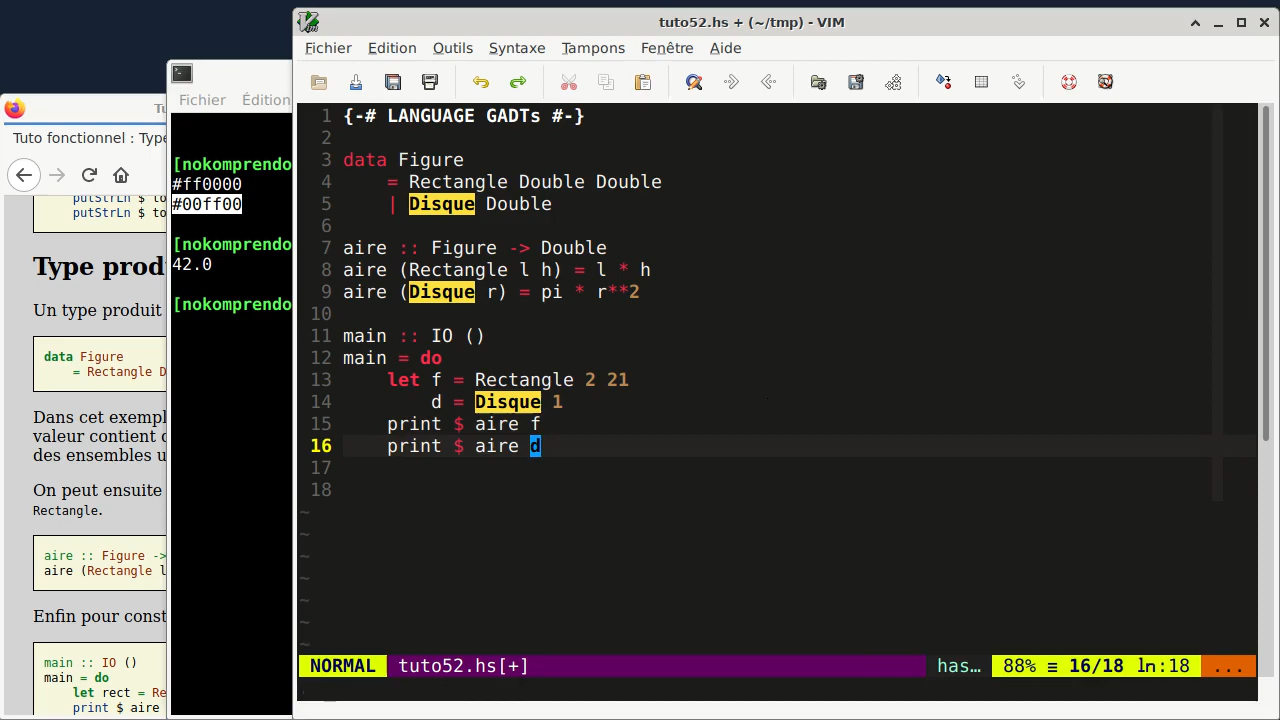 tuto52.hs + (~/tmp) - VIM
Fichier Edition Outils Syntaxe Tampons Fenêtre Aide
1 {-# LANGUAGE GADTs #-}
2
3 data Figure
4     = Rectangle Double Double
5     | Disque Double
6
7 aire :: Figure -> Double
8 aire (Rectangle l h) = l * h
9 aire (Disque r) = pi * r**2
10
11 main :: IO ()
12 main = do
13     let f = Rectangle 2 21
14         d = Disque 1
15     print $ aire f
16     print $ aire d
17
18
~
~
~
~
~
~
~
NORMAL tuto52.hs[+] has… 88% ≡ 16/18 ln:18 ...
Fichier Édition
[nokomprendo
#ff0000
#00ff00
[nokomprendo
42.0
[nokomprendo
Tuto fonctionnel : Type
putStrLn $ to
putStrLn $ to
Type prod
Un type produit
data Figure
    = Rectangle D
Dans cet exempl
valeur contient
des ensembles u
On peut ensuite
Rectangle.
aire :: Figure ->
aire (Rectangle l
Enfin pour const
main :: IO ()
main = do
    let rect = Re
    print $ aire